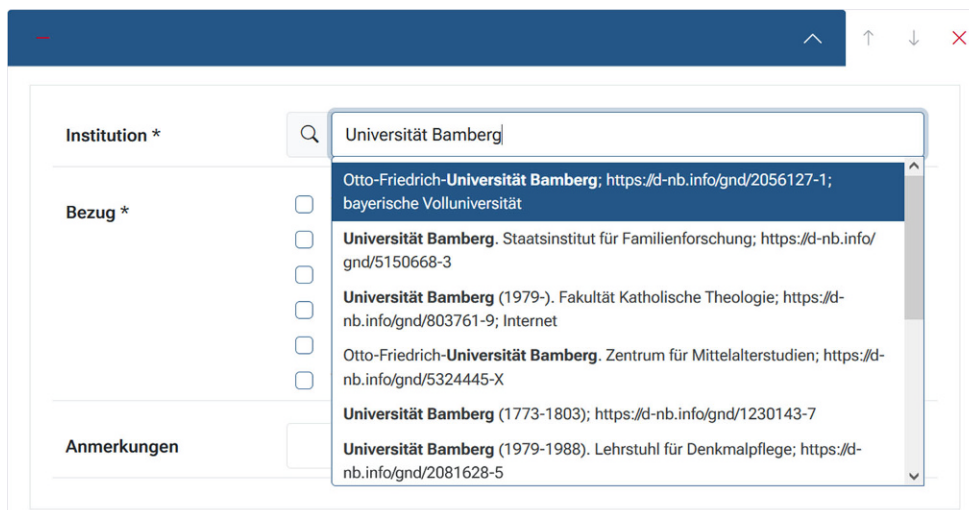 Institution *
Universität Bamberg
Otto-Friedrich-Universität Bamberg; https://d-nb.info/gnd/2056127-1;
bayerische Volluniversität
Bezug *
Universität Bamberg. Staatsinstitut für Familienforschung; https://d-nb.info/
gnd/5150668-3
Universität Bamberg (1979-). Fakultät Katholische Theologie; https://d-
nb.info/gnd/803761-9; Internet
Otto-Friedrich-Universität Bamberg. Zentrum für Mittelalterstudien; https://d-
nb.info/gnd/5324445-X
Universität Bamberg (1773-1803); https://d-nb.info/gnd/1230143-7
Anmerkungen
Universität Bamberg (1979-1988). Lehrstuhl für Denkmalpflege; https://d-
nb.info/gnd/2081628-5